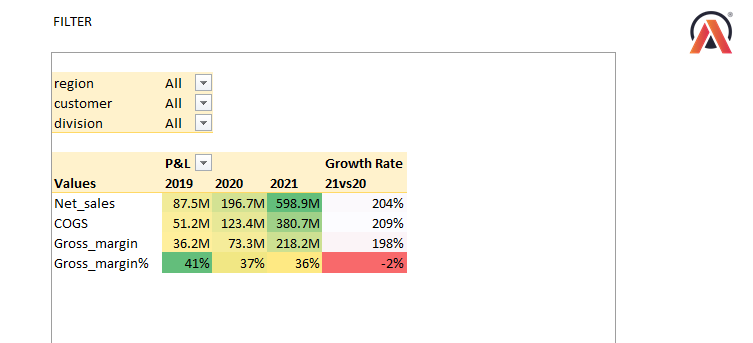 FILTER
®
region All
customer All
division All
P&L Growth Rate
Values 2019 2020 2021 21vs20
Net_sales 87.5M 196.7M 598.9M 204%
COGS 51.2M 123.4M 380.7M 209%
Gross_margin 36.2M 73.3M 218.2M 198%
Gross_margin% 41% 37% 36% -2%